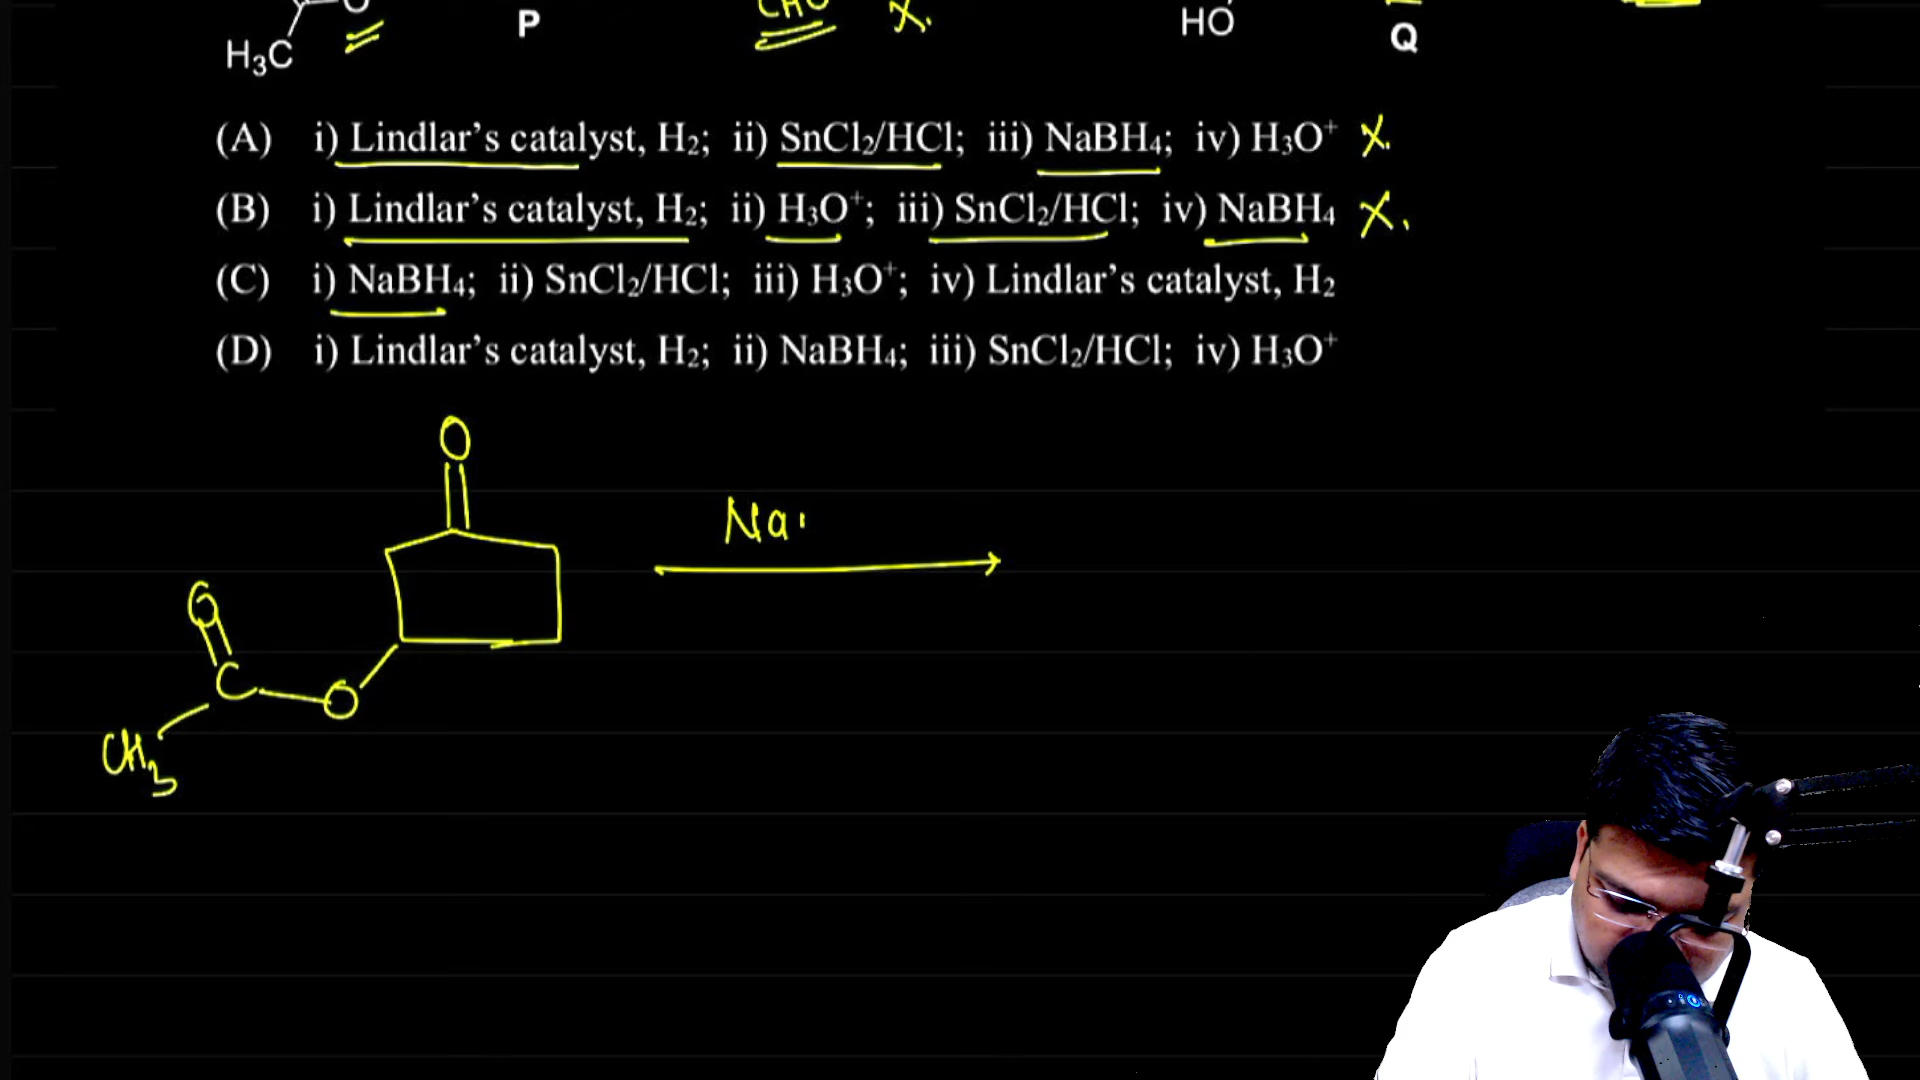 H₃C O P CHO X. HO Q
(A) i) Lindlar's catalyst, H₂; ii) SnCl₂/HCl; iii) NaBH₄; iv) H₃O⁺ X.
(B) i) Lindlar's catalyst, H₂; ii) H₃O⁺; iii) SnCl₂/HCl; iv) NaBH₄ X.
(C) i) NaBH₄; ii) SnCl₂/HCl; iii) H₃O⁺; iv) Lindlar's catalyst, H₂
(D) i) Lindlar's catalyst, H₂; ii) NaBH₄; iii) SnCl₂/HCl; iv) H₃O⁺
O
Na
O
C O
CH₃